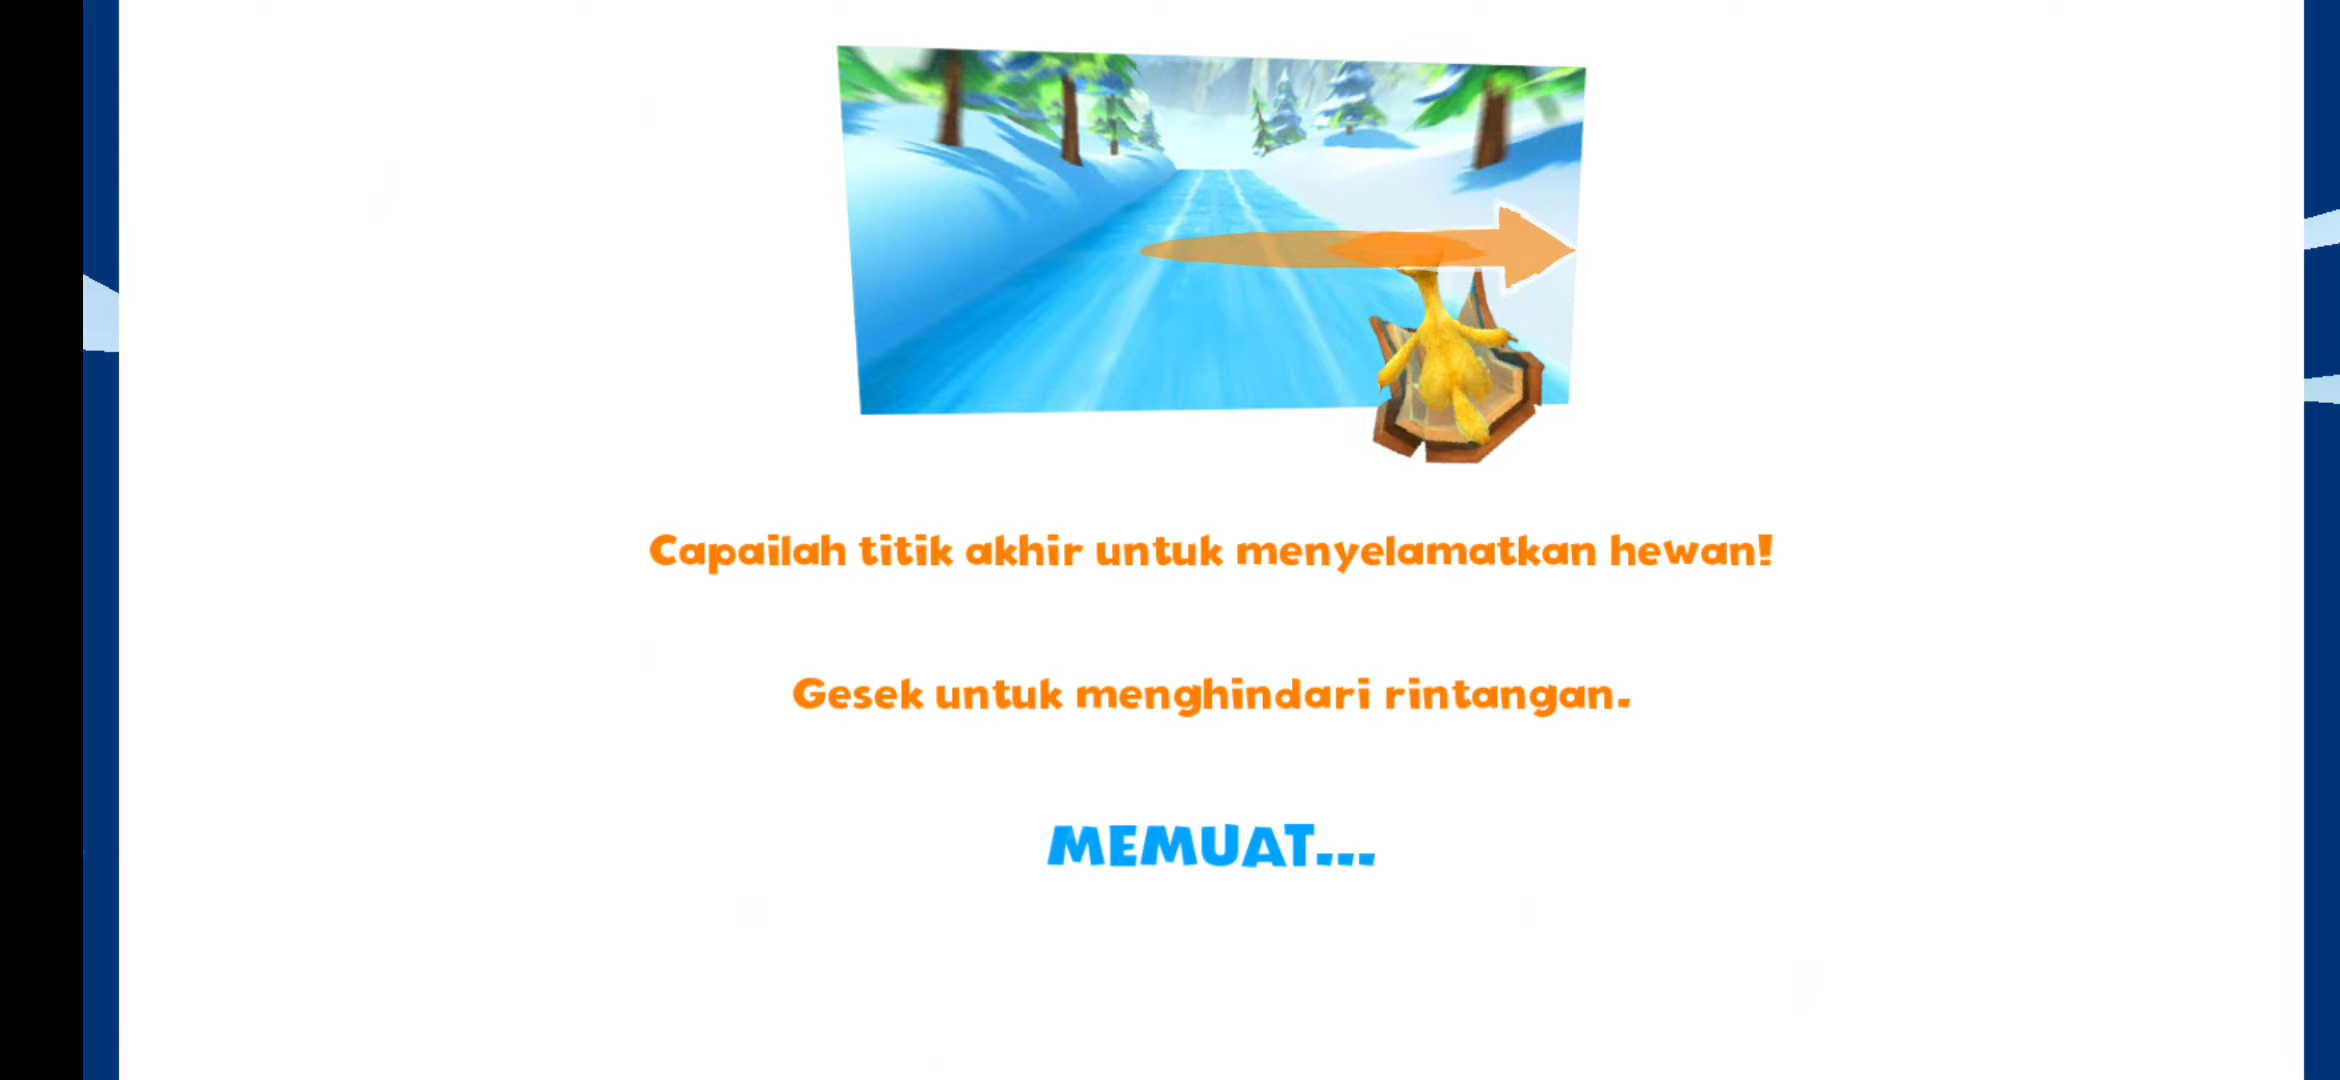 Capailah titik akhir untuk menyelamatkan hewan!
Gesek untuk menghindari rintangan.
MEMUAT...